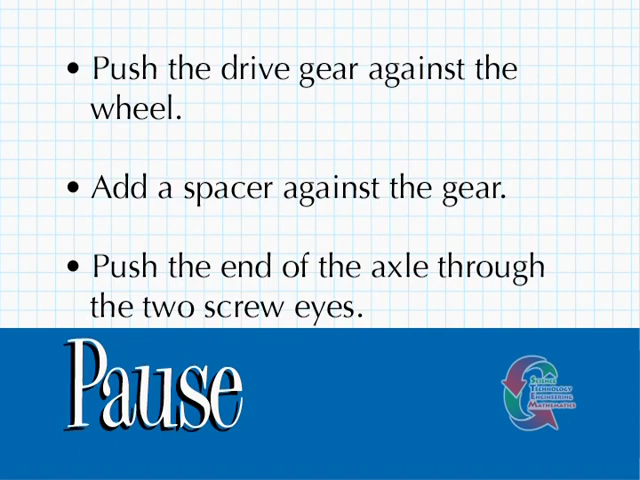 • Push the drive gear against the
wheel.
• Add a spacer against the gear.
• Push the end of the axle through
the two screw eyes.
Pause
Science
Technology
Engineering
Mathematics